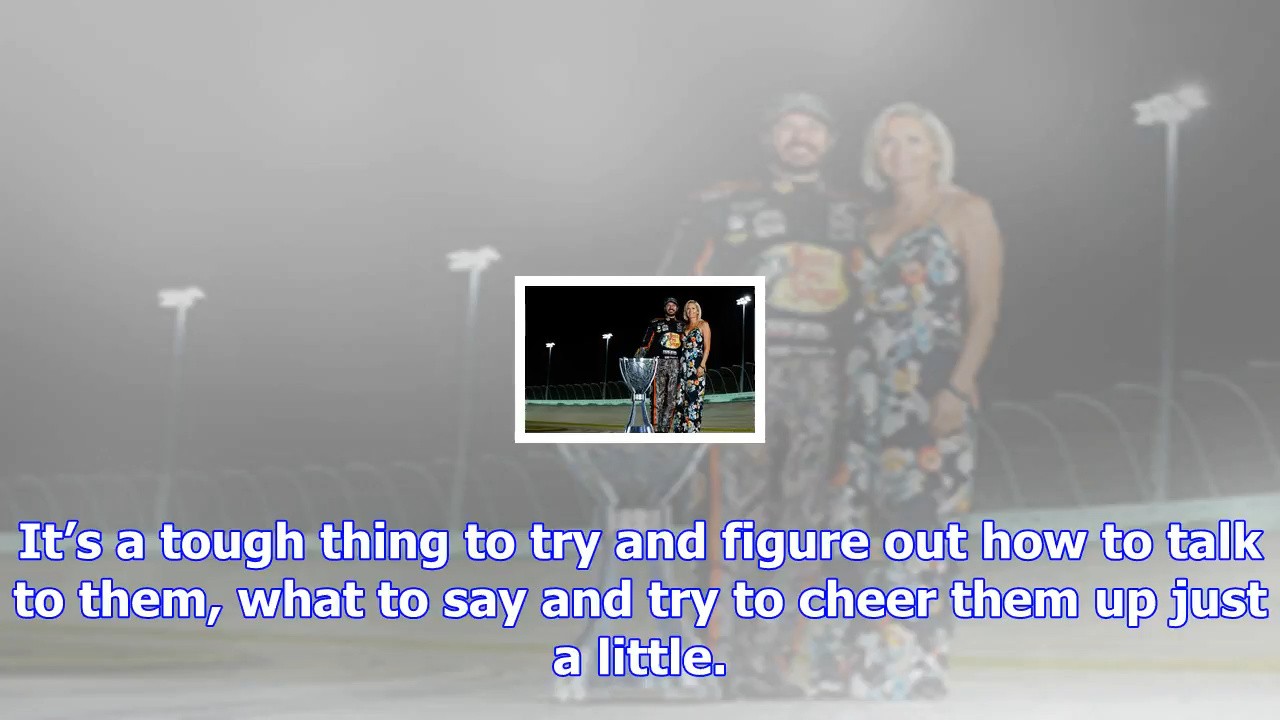 It’s a tough thing to try and figure out how to talk
to them, what to say and try to cheer them up just
a little.